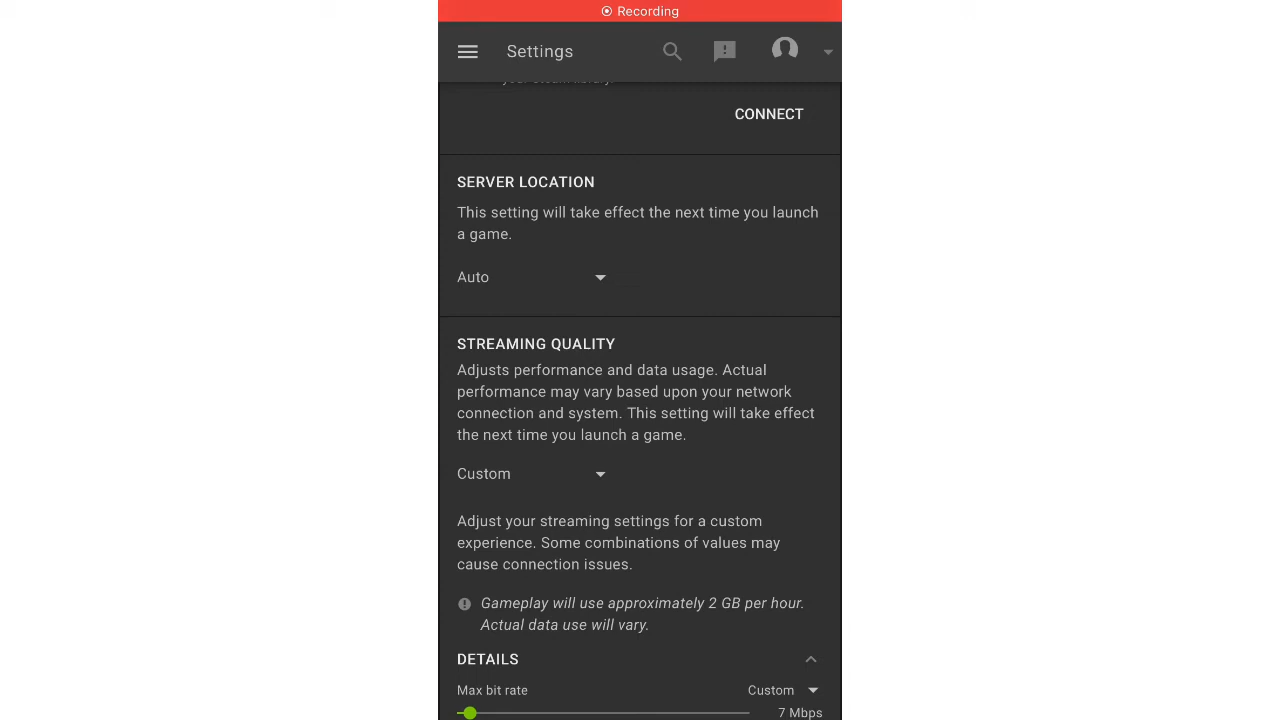 Recording
Settings
your Steam library.
CONNECT
SERVER LOCATION
This setting will take effect the next time you launch
a game.
Auto
STREAMING QUALITY
Adjusts performance and data usage. Actual
performance may vary based upon your network
connection and system. This setting will take effect
the next time you launch a game.
Custom
Adjust your streaming settings for a custom
experience. Some combinations of values may
cause connection issues.
Gameplay will use approximately 2 GB per hour.
Actual data use will vary.
DETAILS
Max bit rate Custom
7 Mbps